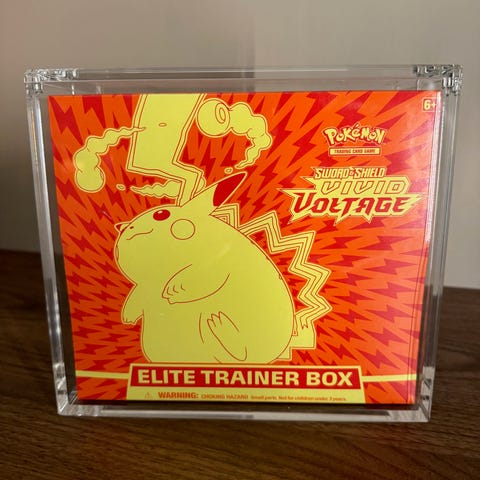 6+
POKéMON
TRADING CARD GAME
SWORD & SHIELD
VIVID
VOLTAGE
ELITE TRAINER BOX
WARNING: CHOKING HAZARD Small parts. Not for children under 3 years.